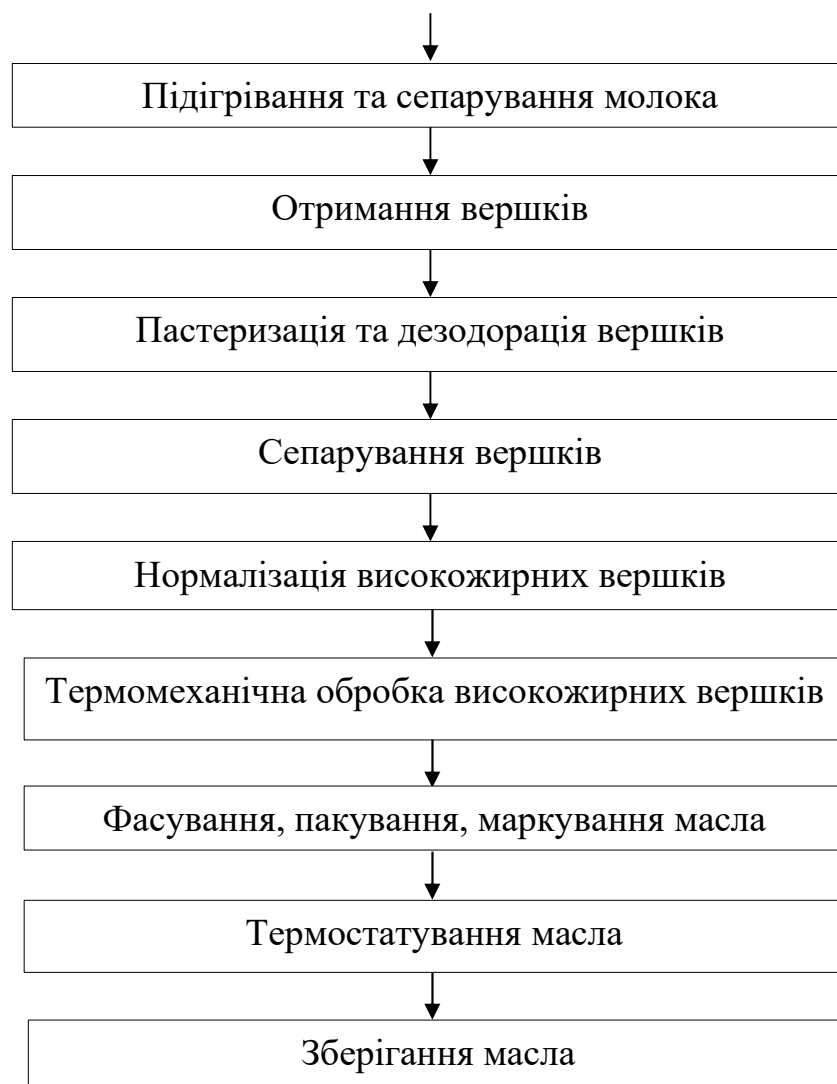 Підігрівання та сепарування молока
Отримання вершків
Пастеризація та дезодорація вершків
Сепарування вершків
Нормалізація високожирних вершків
Термомеханічна обробка високожирних вершків
Фасування, пакування, маркування масла
Термостатування масла
Зберігання масла